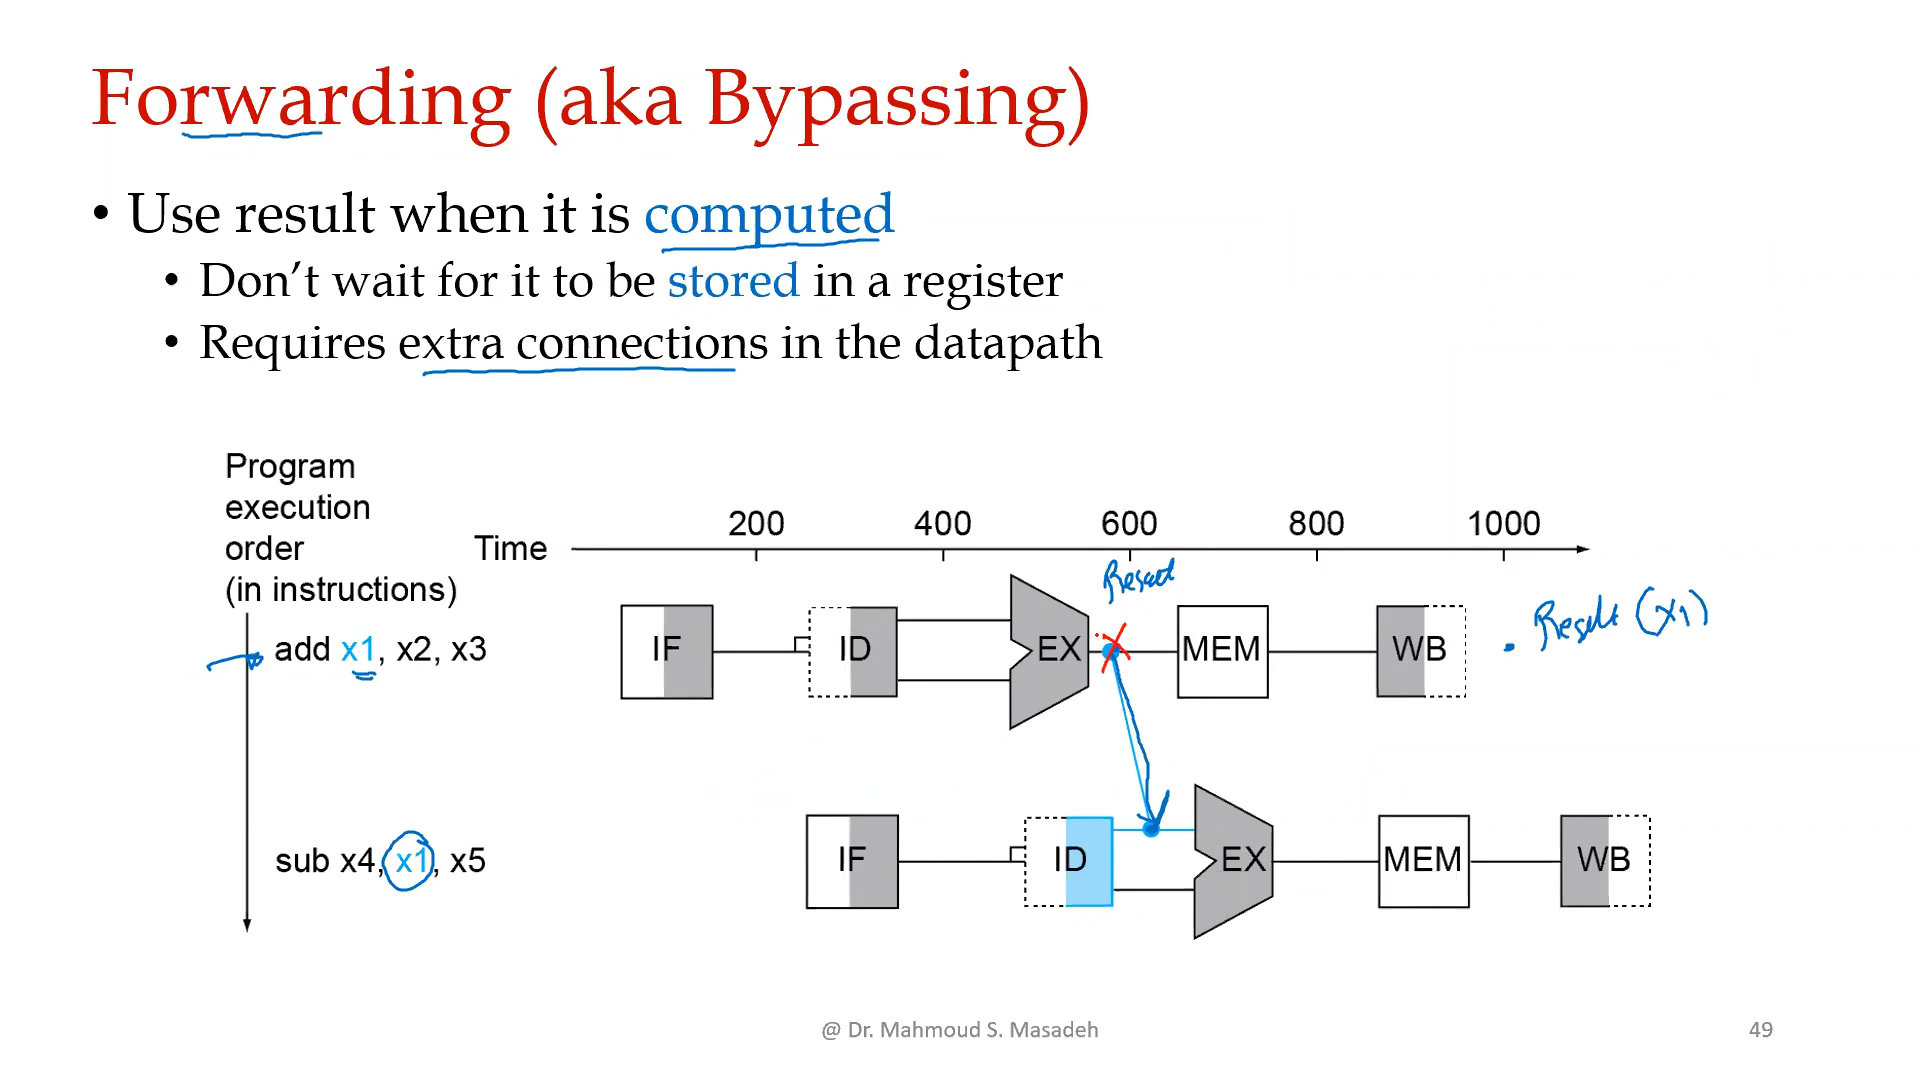 Forwarding (aka Bypassing)
• Use result when it is computed
• Don’t wait for it to be stored in a register
• Requires extra connections in the datapath
Program
execution
order
(in instructions)
Time
200 400 600 800 1000
Result
Result (x1)
add x1, x2, x3
IF ID EX MEM WB
sub x4, x1, x5
IF ID EX MEM WB
@ Dr. Mahmoud S. Masadeh
49